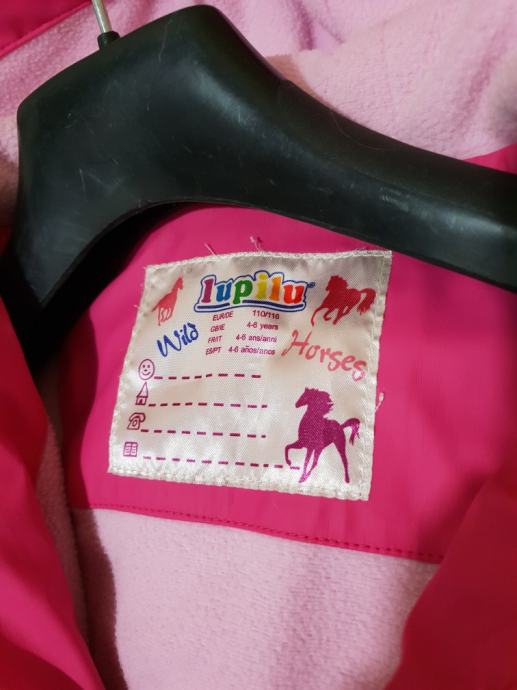 lupilu
EUR/DE 110/116
GB/IE 4-6 years
FR/IT 4-6 ans/anni
ES/PT 4-6 años/anos
Wild
Horses